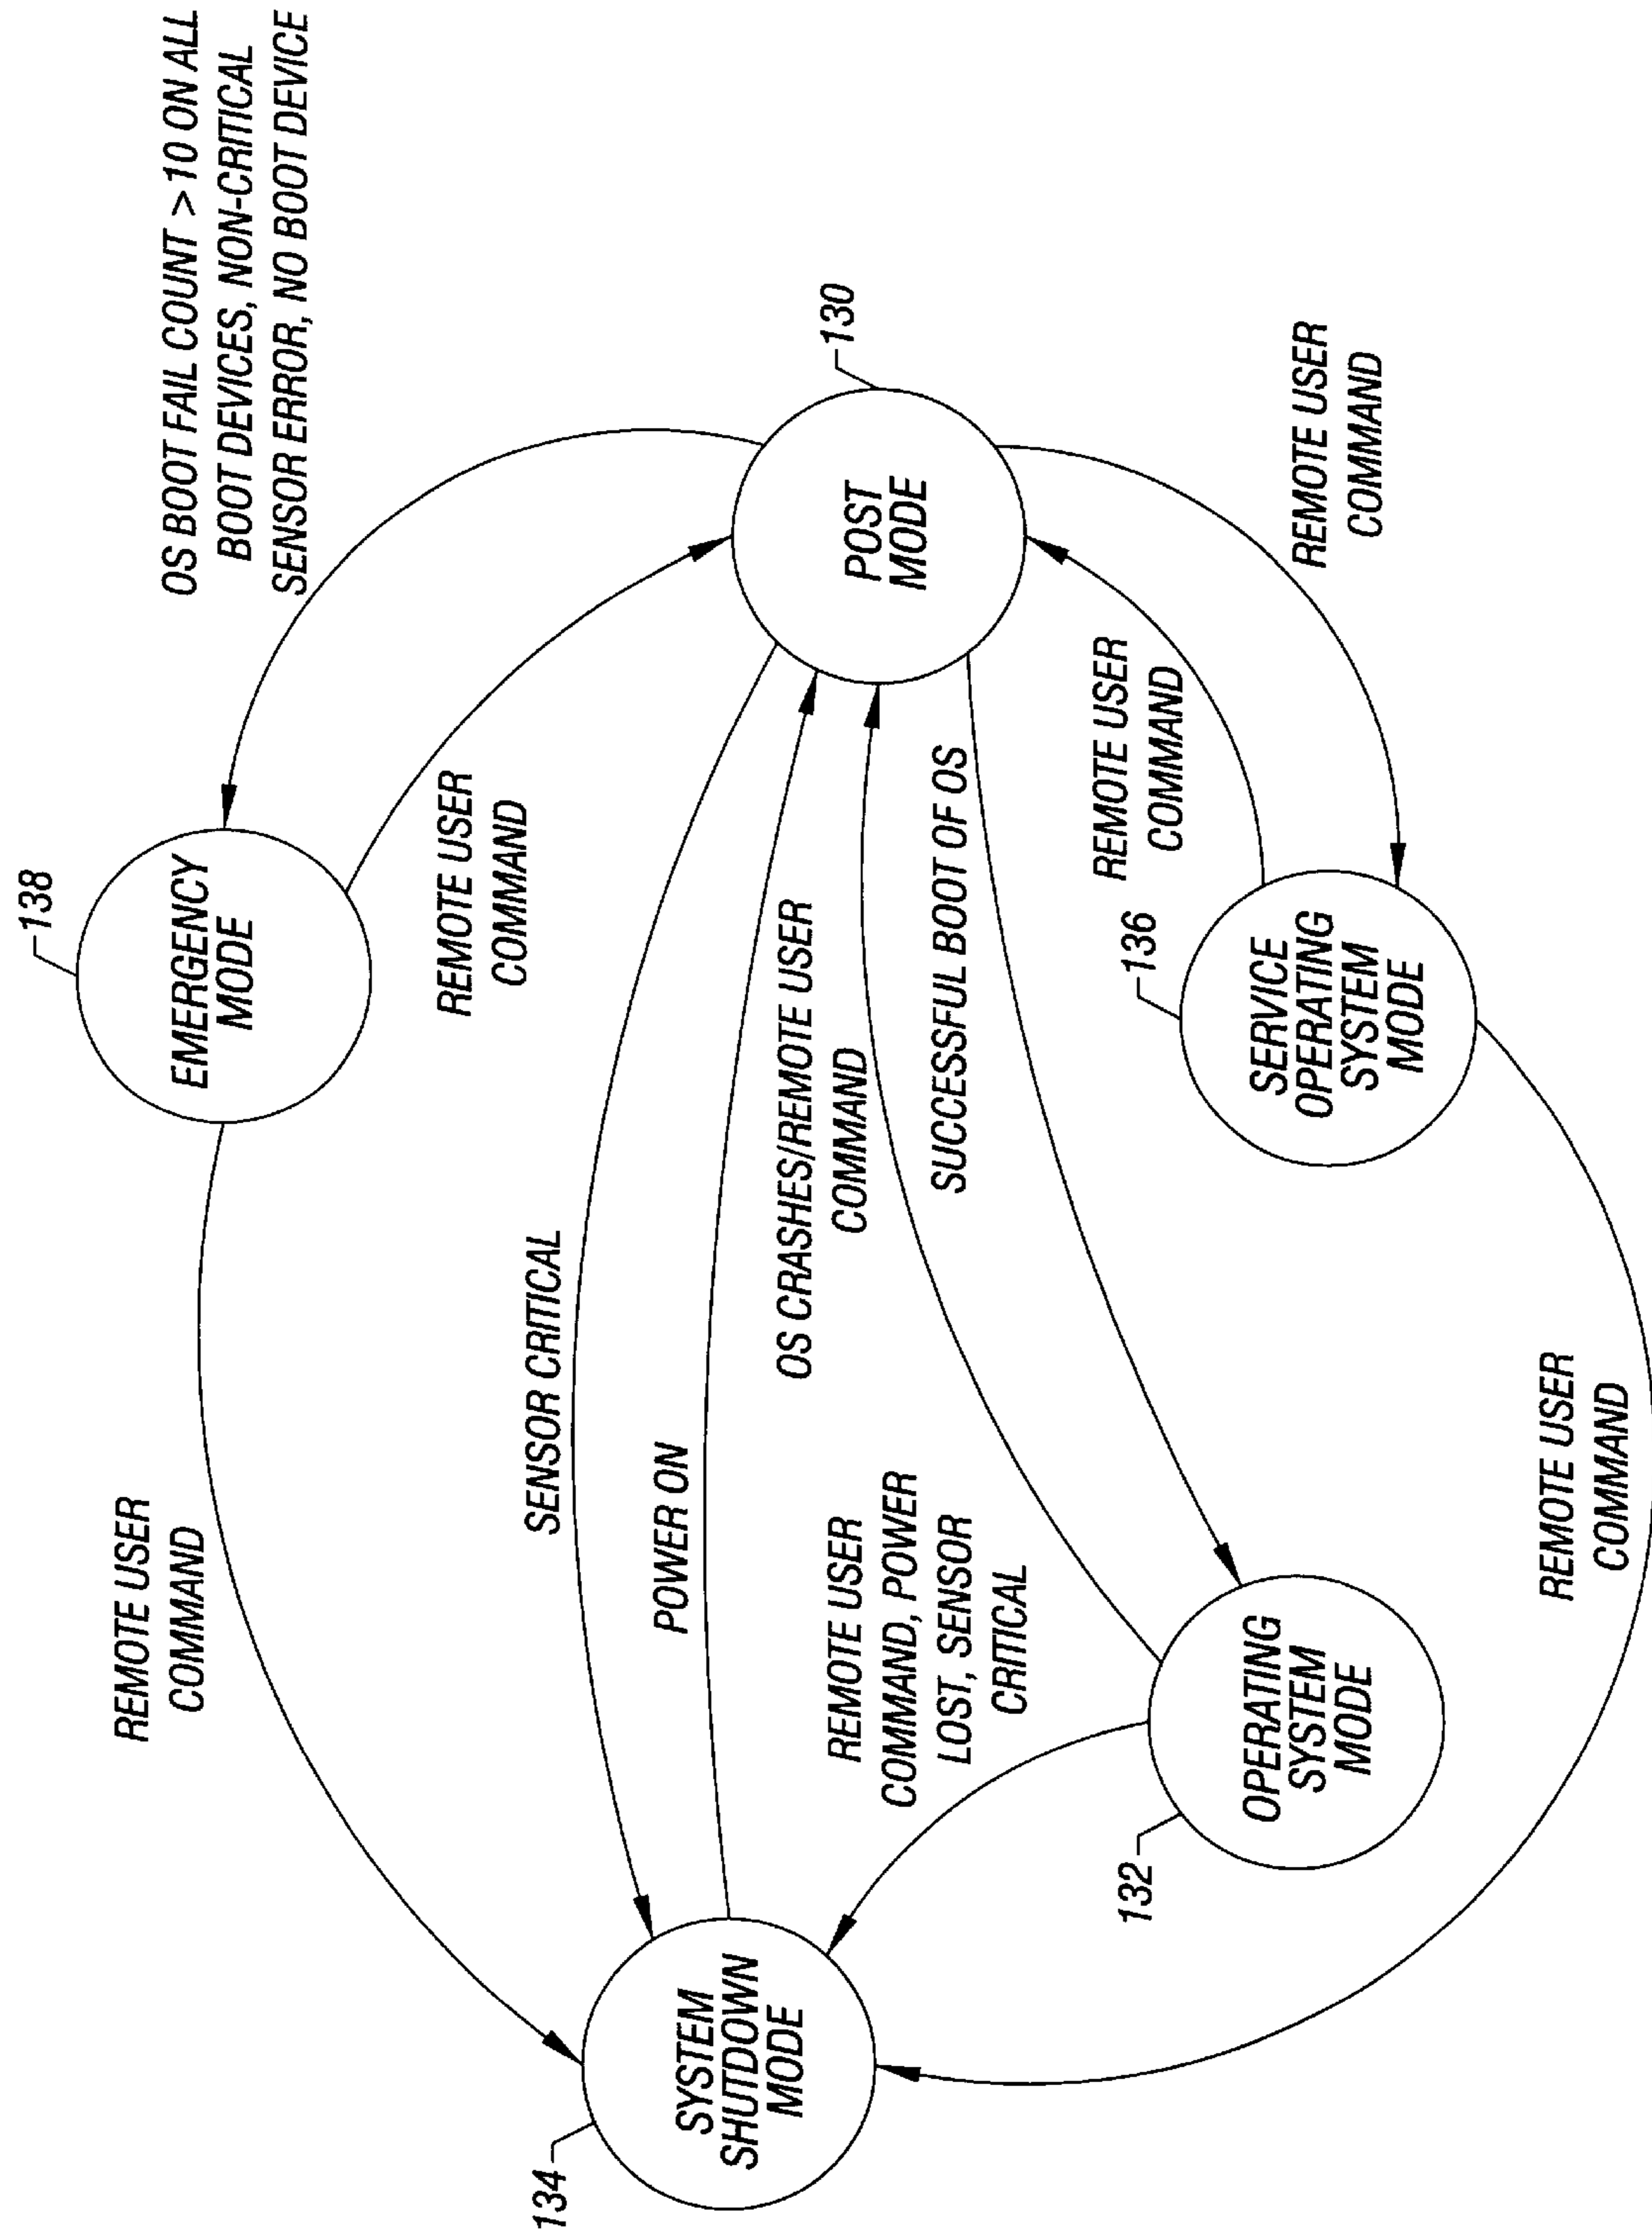 138
EMERGENCY
MODE
OS BOOT FAIL COUNT >10 ON ALL
BOOT DEVICES, NON-CRITICAL
SENSOR ERROR, NO BOOT DEVICE
REMOTE USER
COMMAND
REMOTE USER
COMMAND
SENSOR CRITICAL
POWER ON
134
SYSTEM
SHUTDOWN
MODE
130
POST
MODE
OS CRASHES/REMOTE USER
COMMAND
REMOTE USER
COMMAND, POWER
LOST, SENSOR
CRITICAL
SUCCESSFUL BOOT OF OS
REMOTE USER
COMMAND
REMOTE USER
COMMAND
132
OPERATING
SYSTEM
MODE
136
SERVICE
OPERATING
SYSTEM
MODE
REMOTE USER
COMMAND